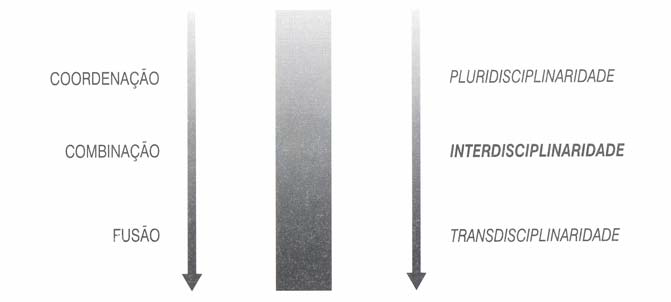 COORDENAÇÃO PLURIDISCIPLINARIDADE
COMBINAÇÃO INTERDISCIPLINARIDADE
FUSÃO TRANSDISCIPLINARIDADE